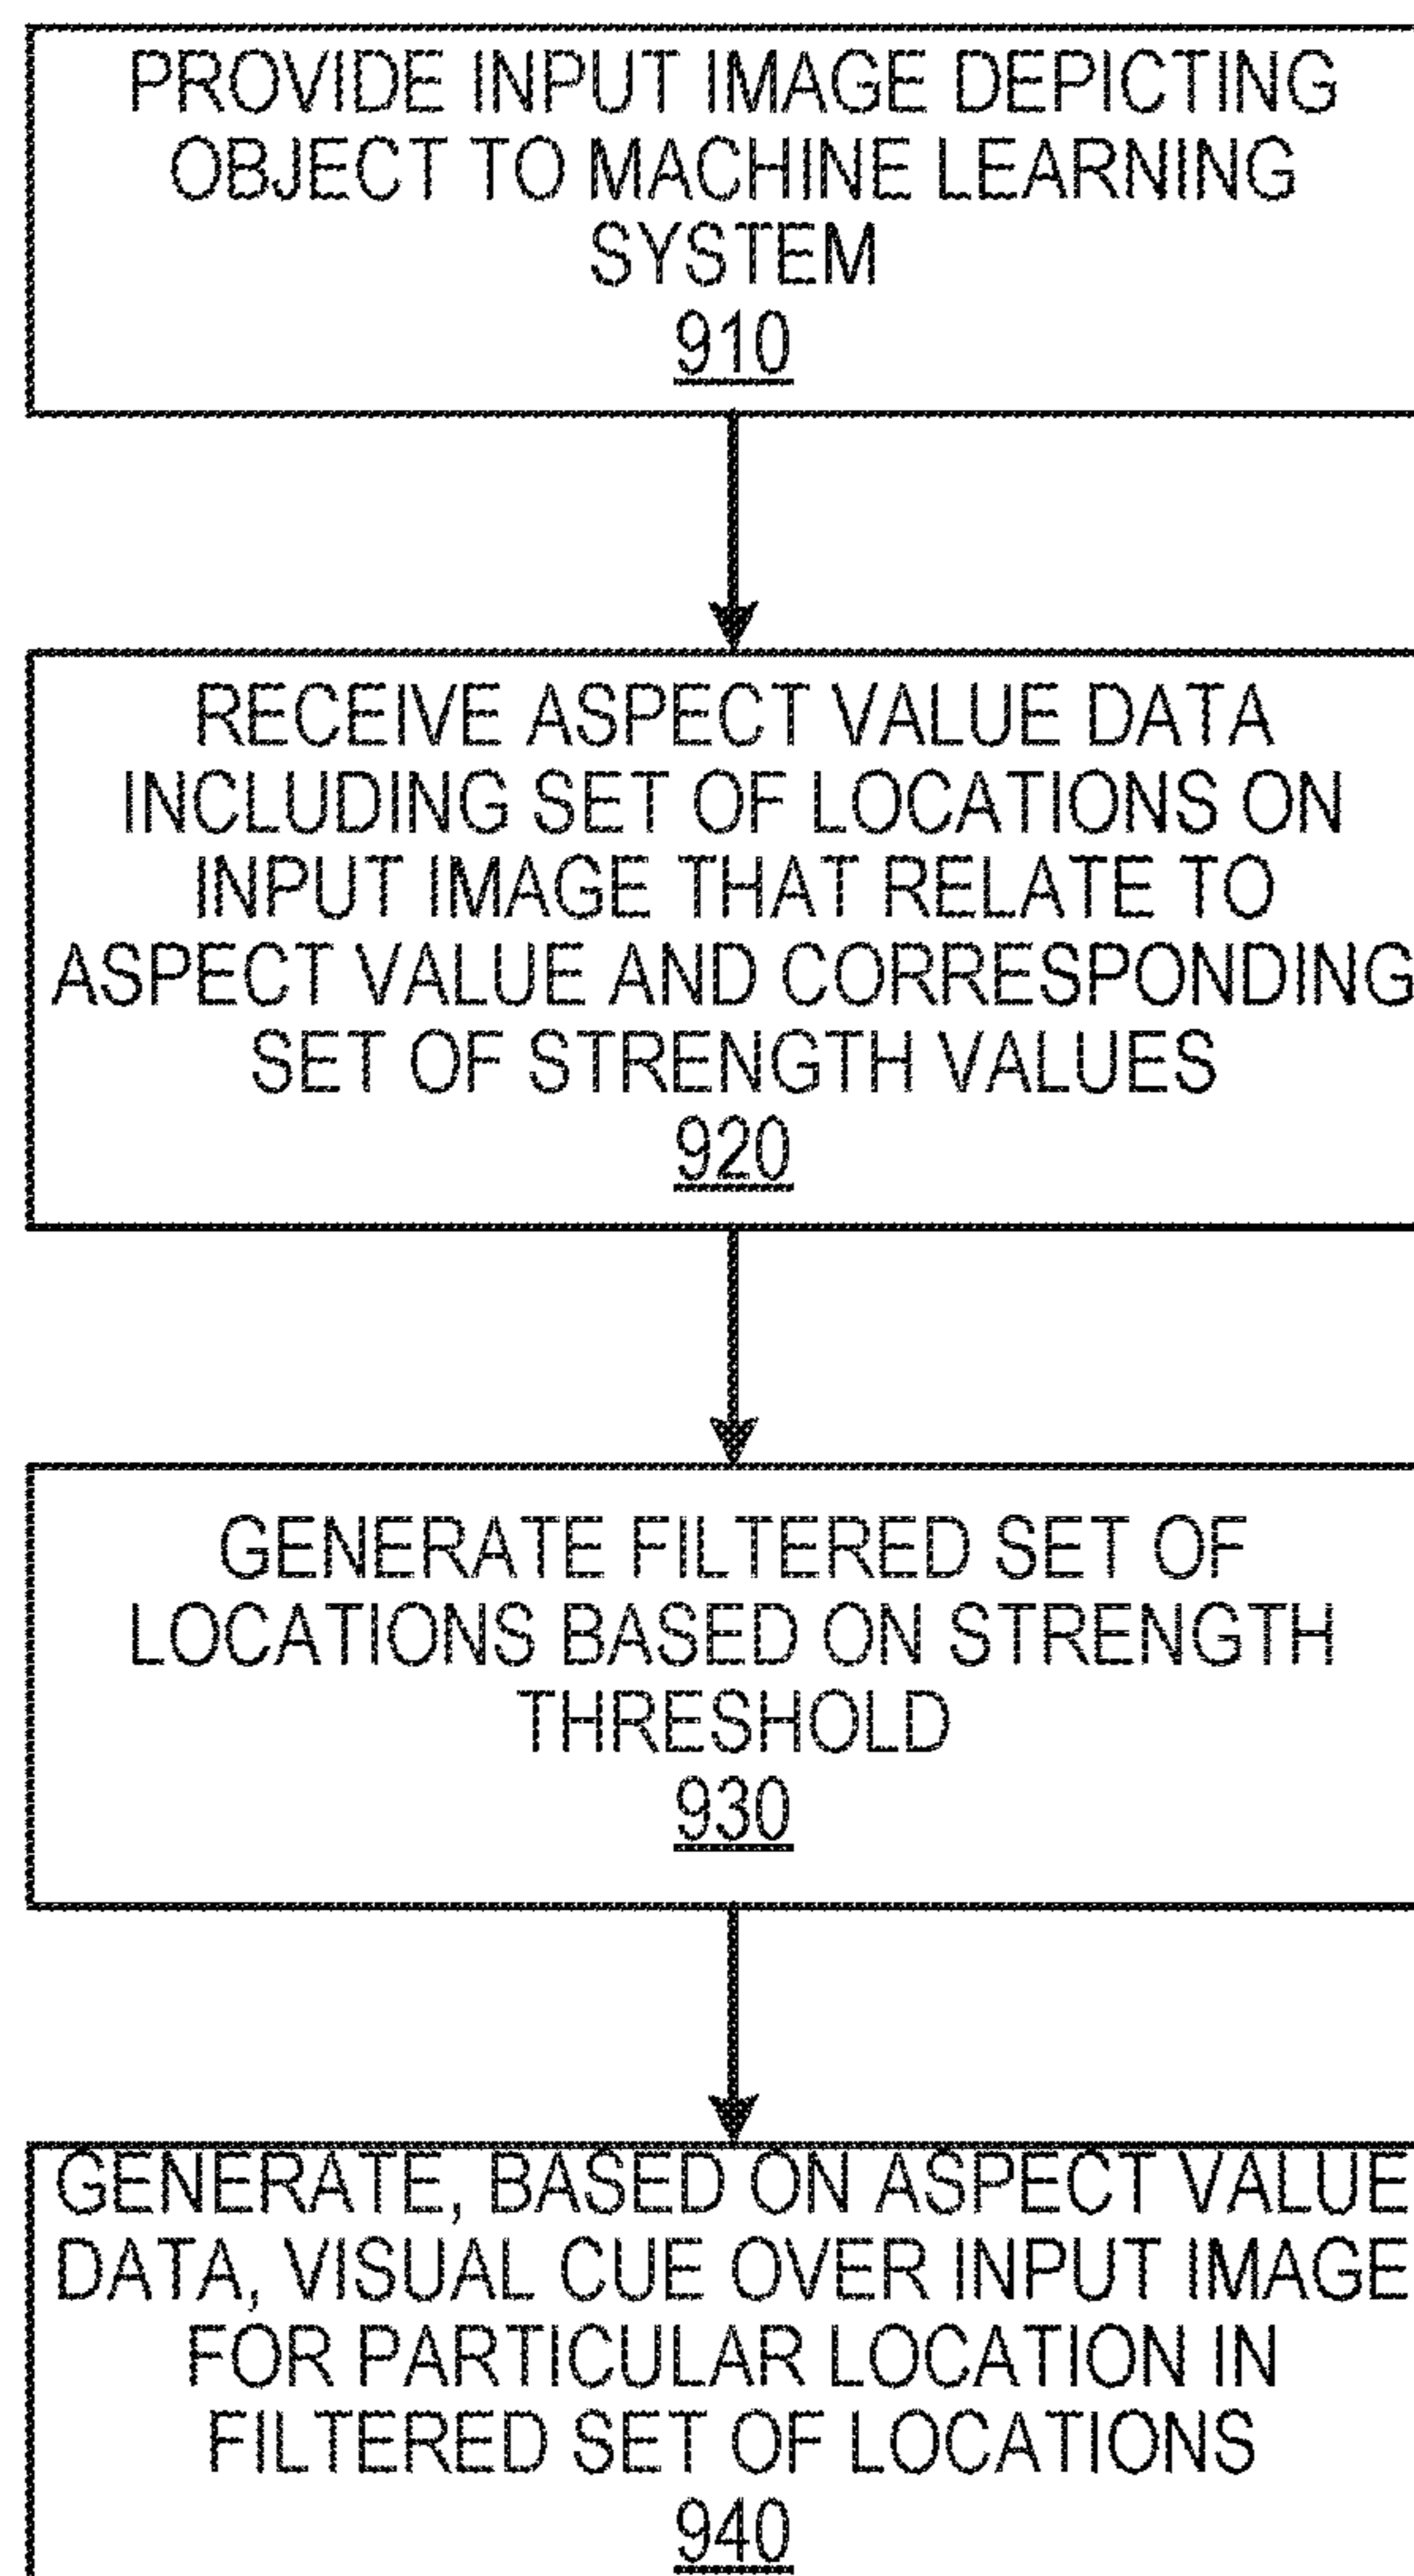 PROVIDE INPUT IMAGE DEPICTING
OBJECT TO MACHINE LEARNING
SYSTEM
910
RECEIVE ASPECT VALUE DATA
INCLUDING SET OF LOCATIONS ON
INPUT IMAGE THAT RELATE TO
ASPECT VALUE AND CORRESPONDING
SET OF STRENGTH VALUES
920
GENERATE FILTERED SET OF
LOCATIONS BASED ON STRENGTH
THRESHOLD
930
GENERATE, BASED ON ASPECT VALUE
DATA, VISUAL CUE OVER INPUT IMAGE
FOR PARTICULAR LOCATION IN
FILTERED SET OF LOCATIONS
940